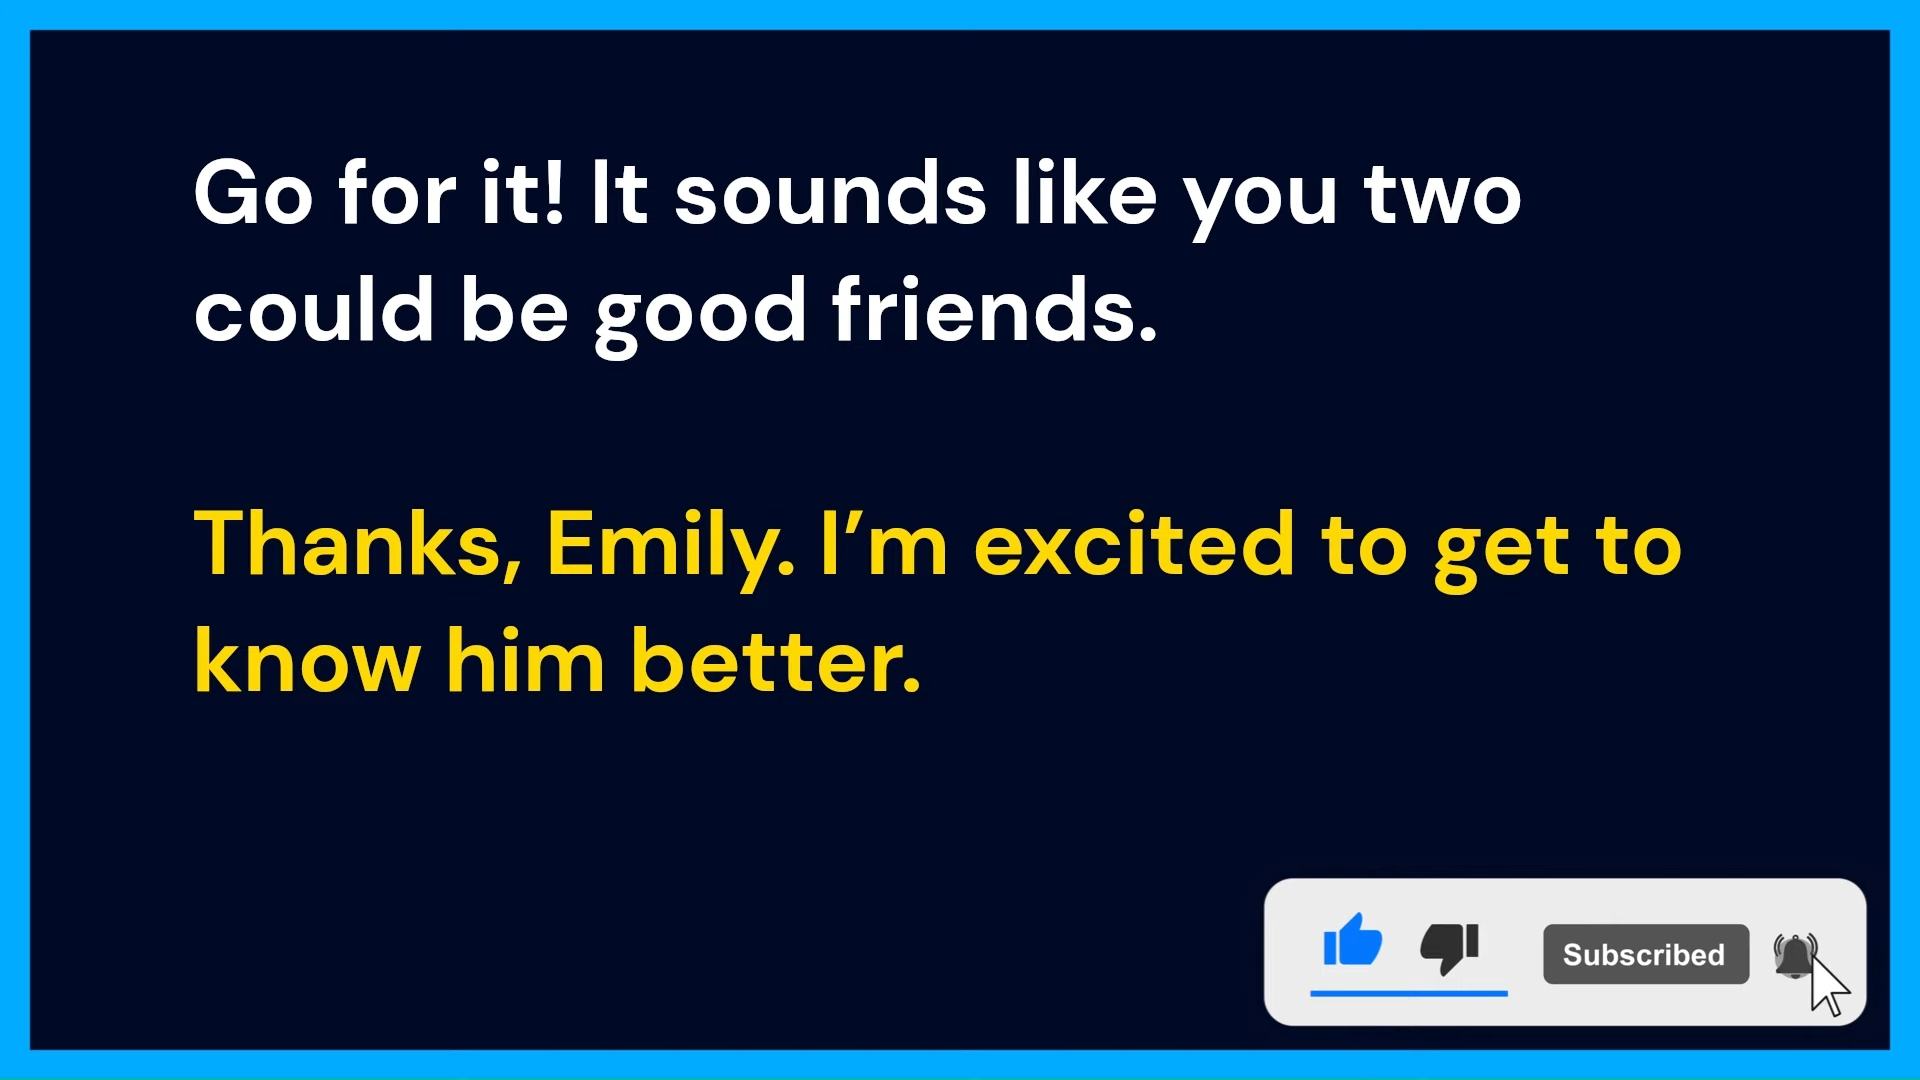 Go for it! It sounds like you two
could be good friends.
Thanks, Emily. I’m excited to get to
know him better.
Subscribed